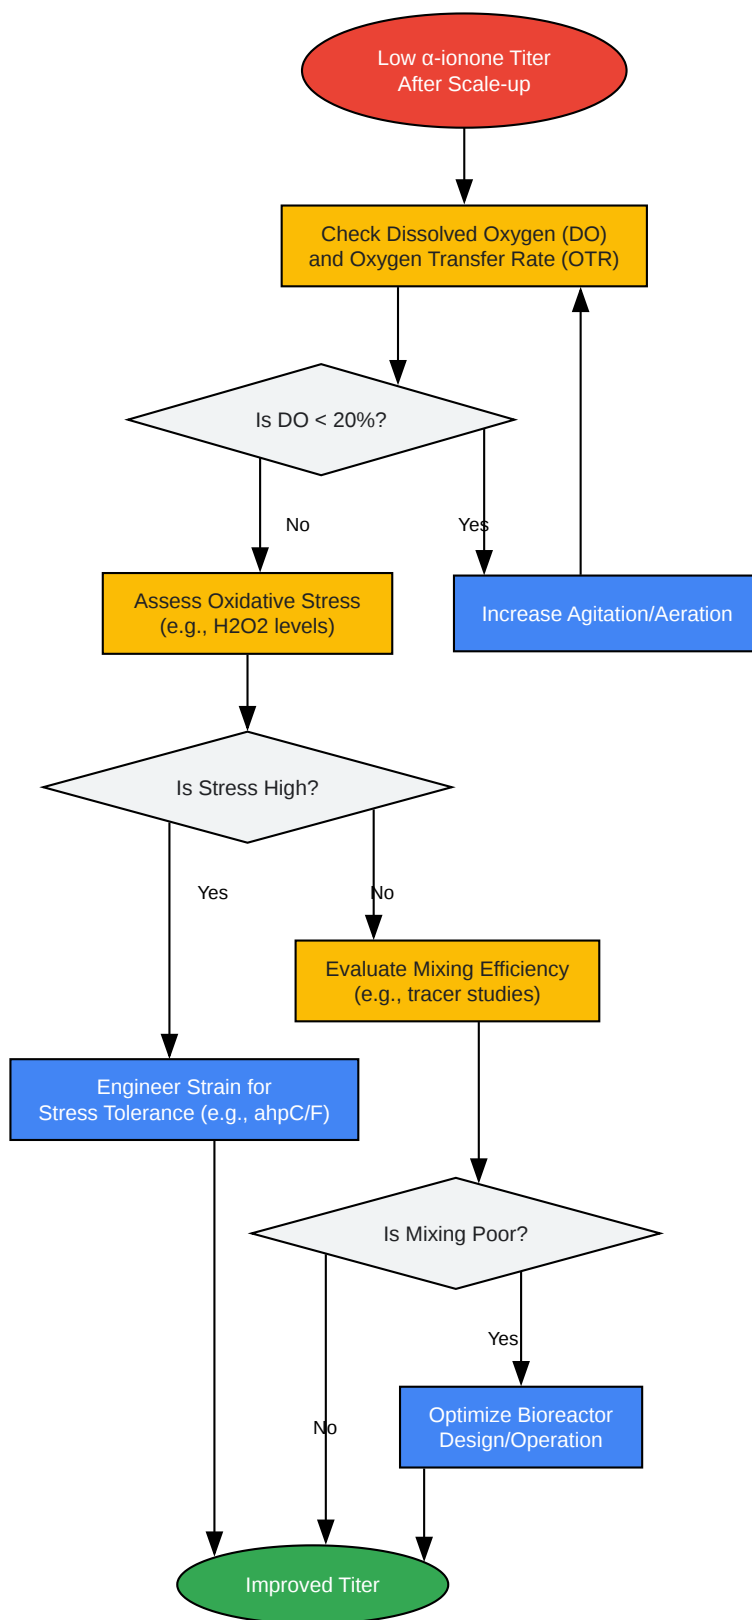 Low α-ionone Titer
After Scale-up
Check Dissolved Oxygen (DO)
and Oxygen Transfer Rate (OTR)
Is DO < 20%?
No
Yes
Assess Oxidative Stress
(e.g., H2O2 levels)
Increase Agitation/Aeration
Is Stress High?
Yes
No
Evaluate Mixing Efficiency
(e.g., tracer studies)
Engineer Strain for
Stress Tolerance (e.g., ahpC/F)
Is Mixing Poor?
Yes
Optimize Bioreactor
Design/Operation
No
Improved Titer